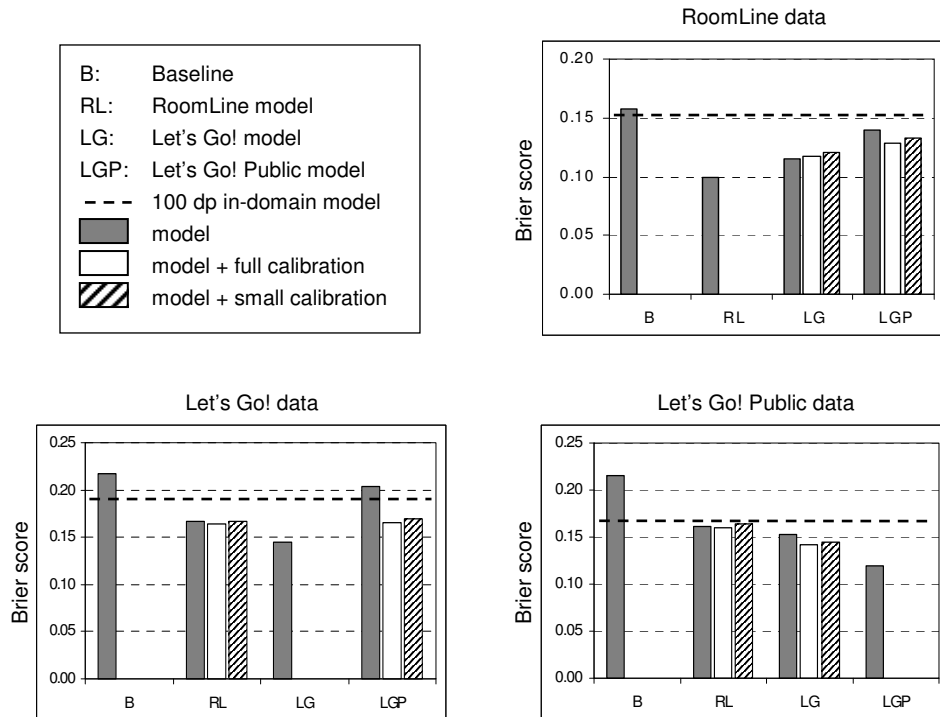 B: Baseline
RL: RoomLine model
LG: Let's Go! model
LGP: Let's Go! Public model
100 dp in-domain model
model
model + full calibration
model + small calibration
RoomLine data
Brier score
0.20
0.15
0.10
0.05
0.00
B RL LG LGP
Let's Go! data
Brier score
0.25
0.20
0.15
0.10
0.05
0.00
B RL LG LGP
Let's Go! Public data
Brier score
0.25
0.20
0.15
0.10
0.05
0.00
B RL LG LGP